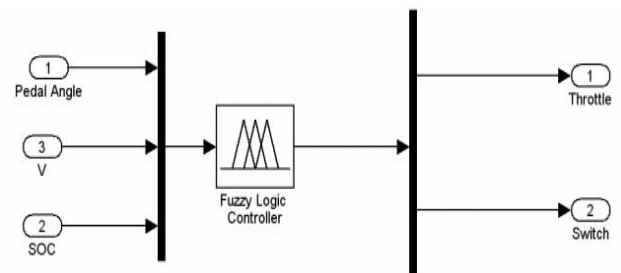 1
Pedal Angle
3
V
2
SOC
Fuzzy Logic
Controller
1
Throttle
2
Switch